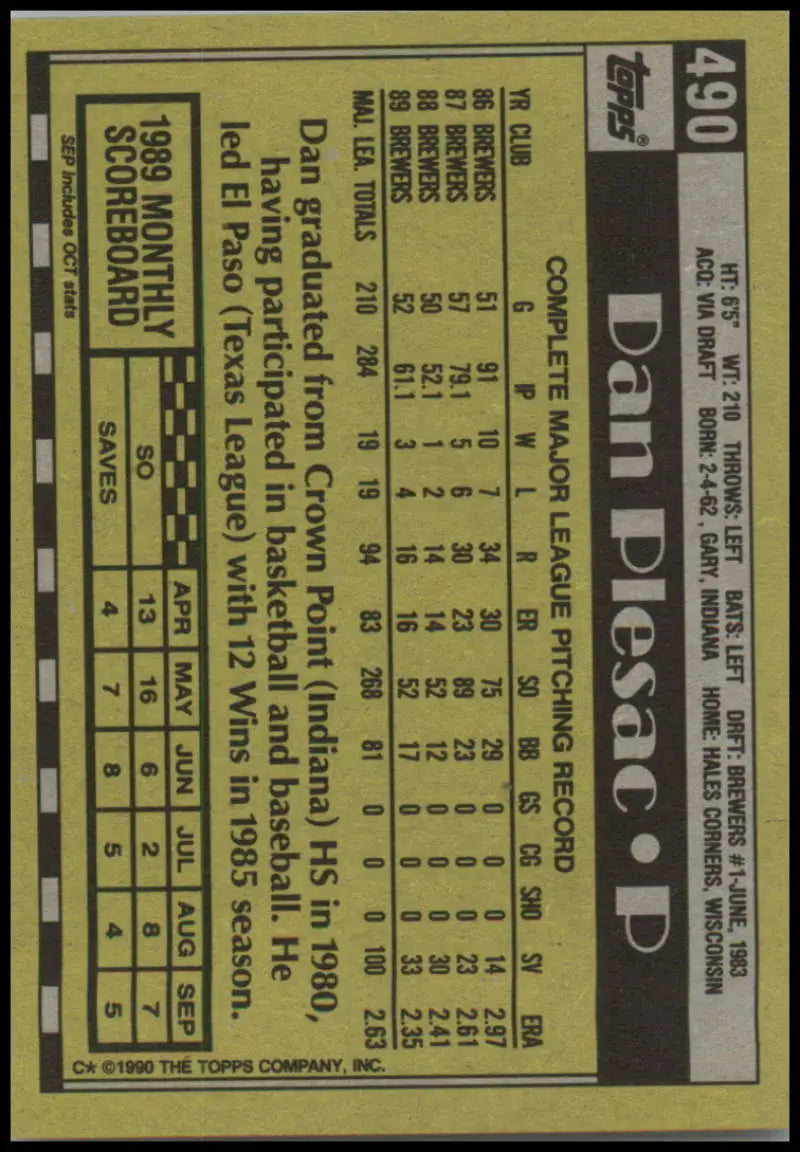 490
HT: 6'5" WT: 210 THROWS: LEFT BATS: LEFT DRFT: BREWERS #1-JUNE, 1983
ACQ: VIA DRAFT BORN: 2-4-62 , GARY, INDIANA HOME: HALES CORNERS, WISCONSIN
Topps®
Dan Plesac • P
COMPLETE MAJOR LEAGUE PITCHING RECORD
YR CLUB G IP W L R ER SO BB GS CG SHO SV ERA
86 BREWERS 51 91 10 7 34 30 75 29 0 0 0 14 2.97
87 BREWERS 57 79.1 5 6 30 23 89 23 0 0 0 23 2.61
88 BREWERS 50 52.1 1 2 14 14 52 12 0 0 0 30 2.41
89 BREWERS 52 61.1 3 4 16 16 52 17 0 0 0 33 2.35
MAJ. LEA. TOTALS 210 284 19 19 94 83 268 81 0 0 0 100 2.63
Dan graduated from Crown Point (Indiana) HS in 1980,
having participated in basketball and baseball. He
led El Paso (Texas League) with 12 Wins in 1985 season.
1989 MONTHLY
SCOREBOARD
APR MAY JUN JUL AUG SEP
SO 13 16 6 2 8 7
SAVES 4 7 8 5 4 5
SEP includes OCT stats
C* ©1990 THE TOPPS COMPANY, INC.